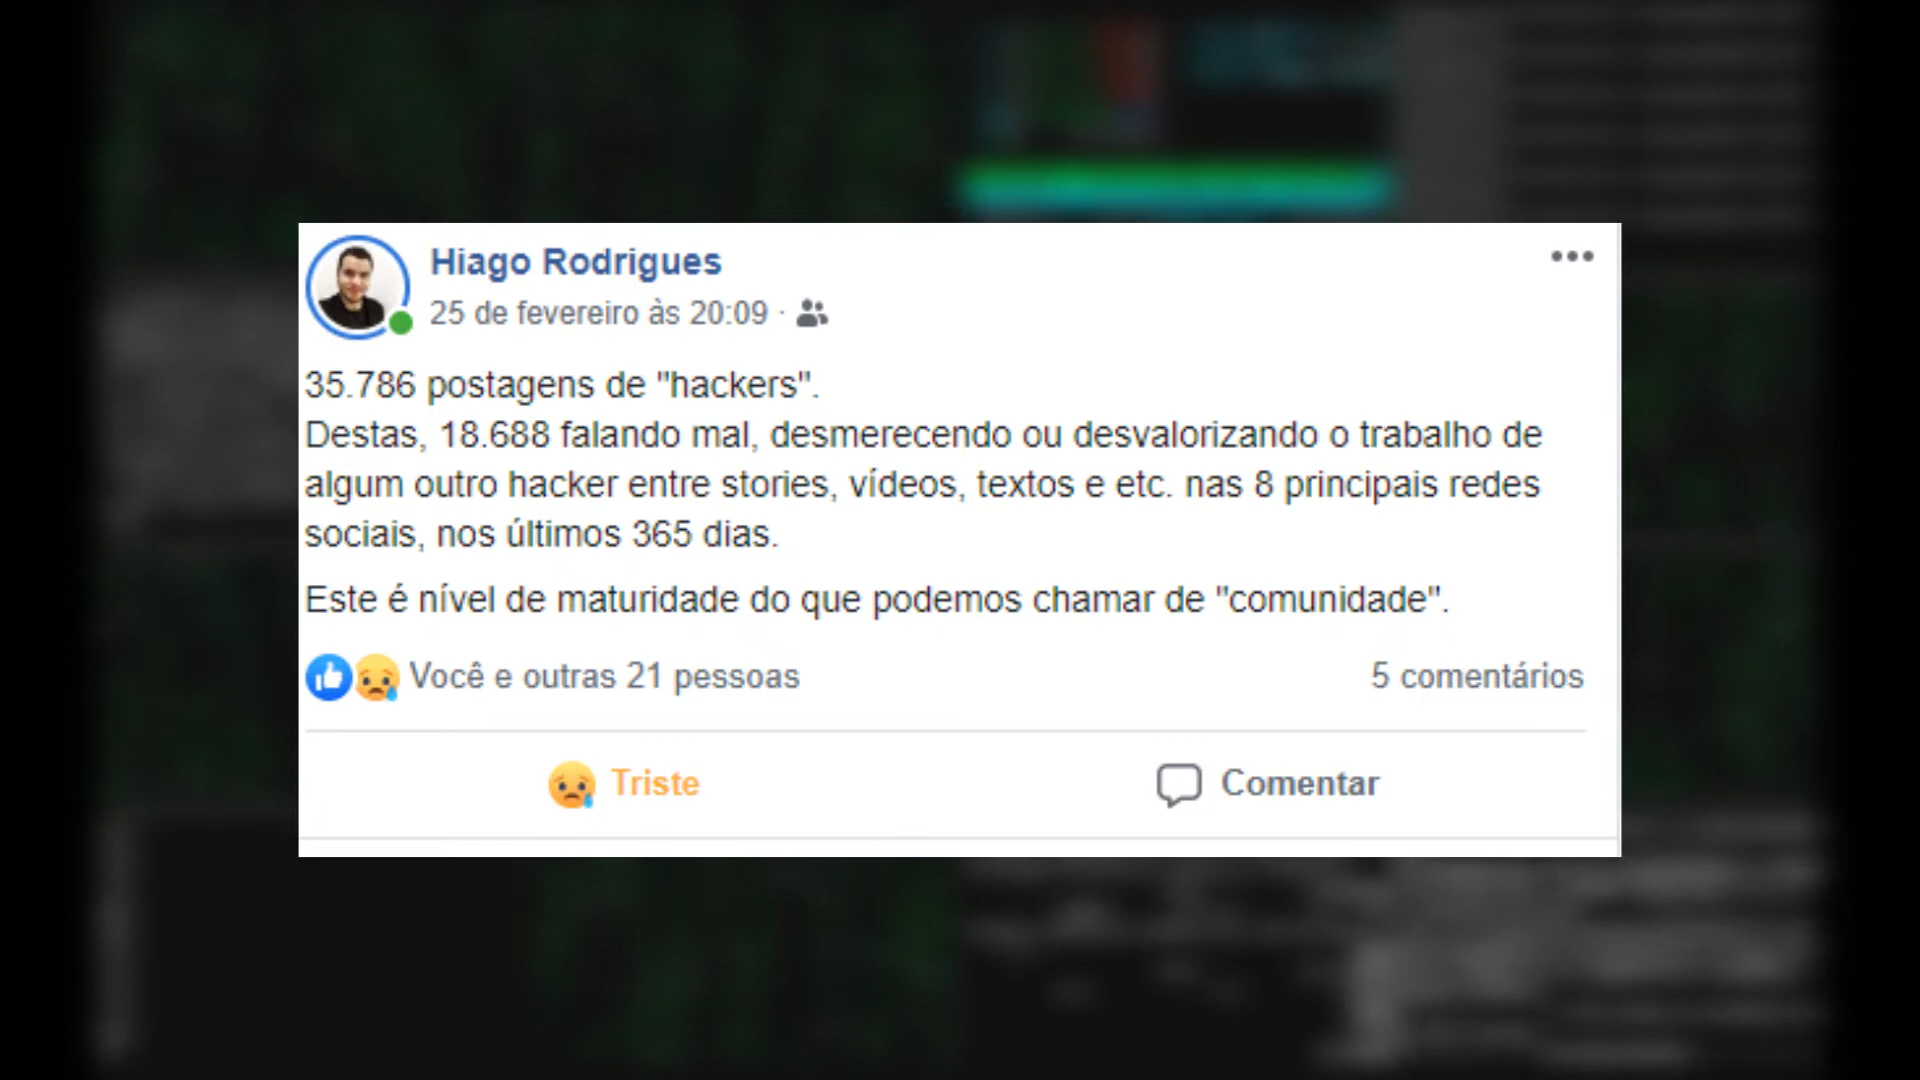 Hiago Rodrigues
25 de fevereiro às 20:09 ·
35.786 postagens de "hackers".
Destas, 18.688 falando mal, desmerecendo ou desvalorizando o trabalho de
algum outro hacker entre stories, vídeos, textos e etc. nas 8 principais redes
sociais, nos últimos 365 dias.
Este é nível de maturidade do que podemos chamar de "comunidade".
Você e outras 21 pessoas
5 comentários
Triste
Comentar